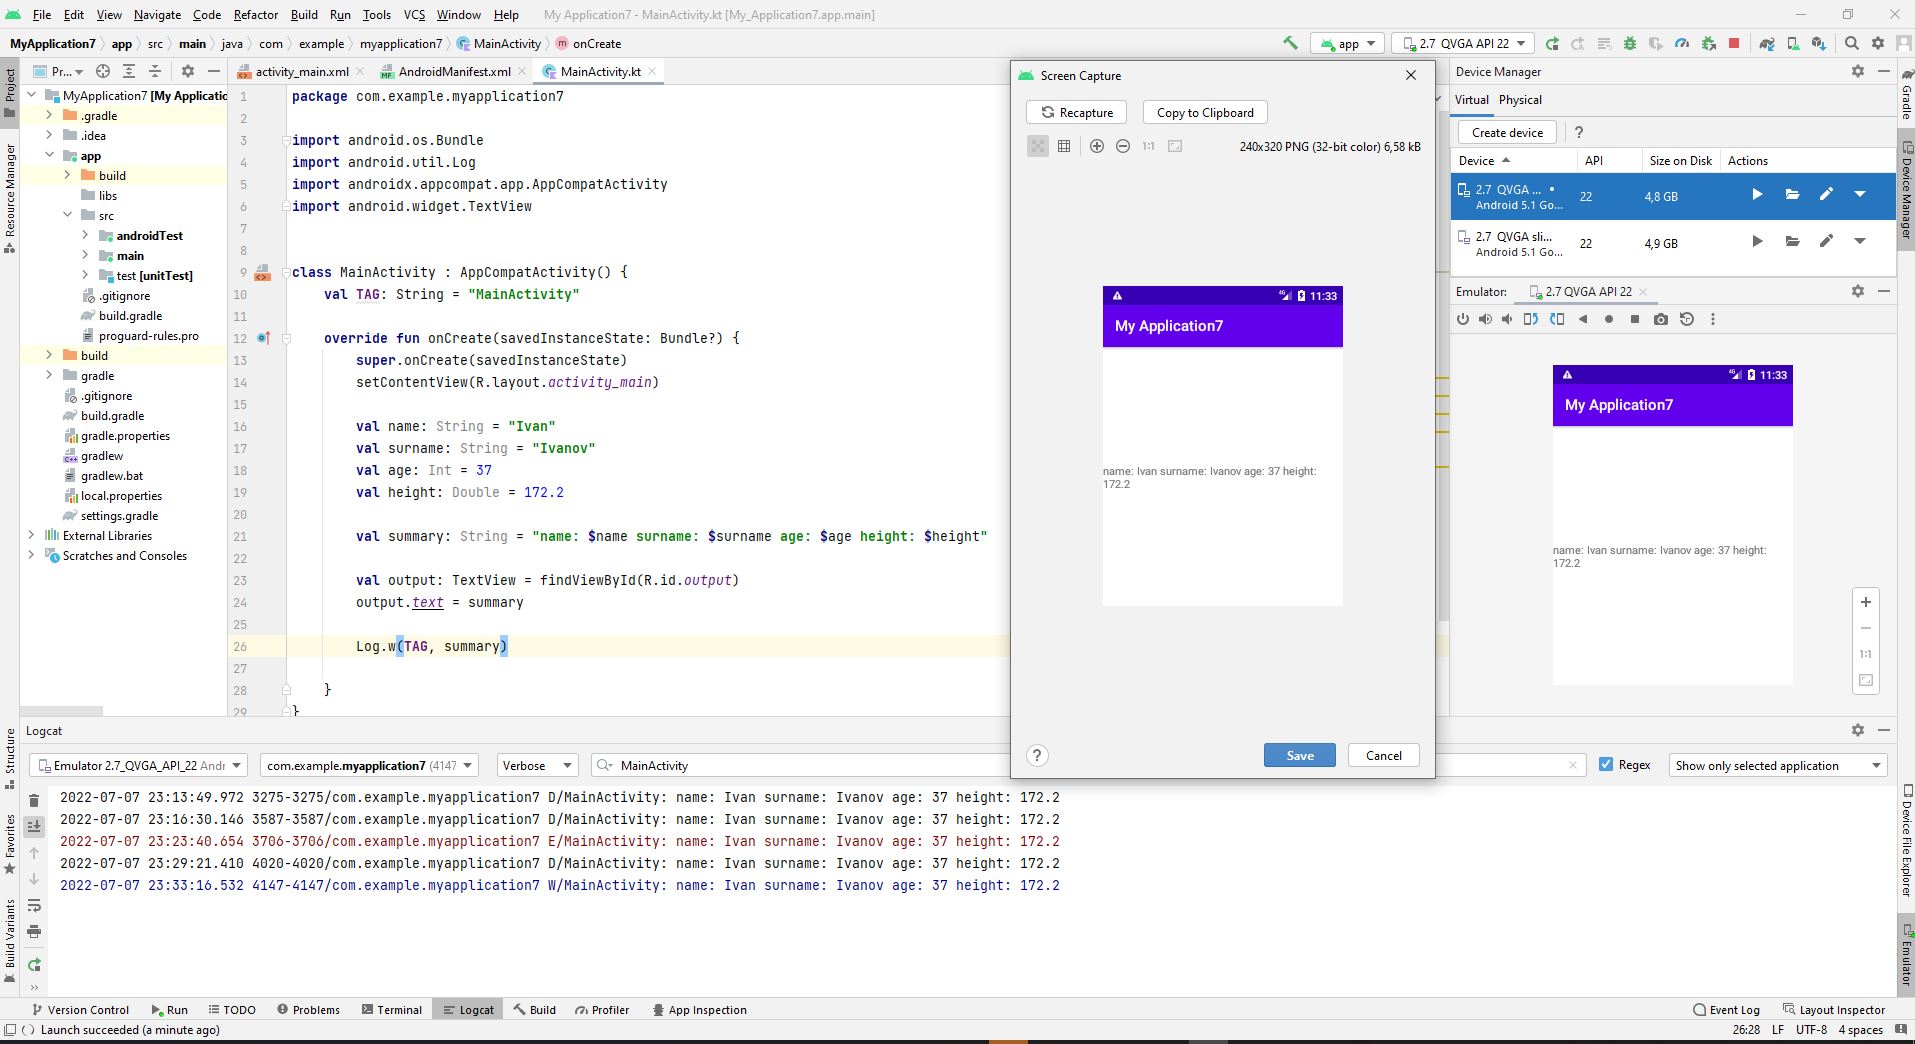 File Edit View Navigate Code Refactor Build Run Tools VCS Window Help My Application7 - MainActivity.kt [My_Application7.app.main]
MyApplication7 app src main java com example myapplication7 MainActivity onCreate
app 2.7 QVGA API 22
Pr...
activity_main.xml AndroidManifest.xml MainActivity.kt
Project
Resource Manager
Structure
Favorites
Build Variants
MyApplication7 [My Applicatio
.gradle
.idea
app
build
libs
src
androidTest
main
test [unitTest]
.gitignore
build.gradle
proguard-rules.pro
build
gradle
.gitignore
build.gradle
gradle.properties
gradlew
gradlew.bat
local.properties
settings.gradle
External Libraries
Scratches and Consoles
1 package com.example.myapplication7
2
3 import android.os.Bundle
4 import android.util.Log
5 import androidx.appcompat.app.AppCompatActivity
6 import android.widget.TextView
7
8
9 class MainActivity : AppCompatActivity() {
10 val TAG: String = "MainActivity"
11
12 override fun onCreate(savedInstanceState: Bundle?) {
13 super.onCreate(savedInstanceState)
14 setContentView(R.layout.activity_main)
15
16 val name: String = "Ivan"
17 val surname: String = "Ivanov"
18 val age: Int = 37
19 val height: Double = 172.2
20
21 val summary: String = "name: $name surname: $surname age: $age height: $height"
22
23 val output: TextView = findViewById(R.id.output)
24 output.text = summary
25
26 Log.w(TAG, summary)
27
28 }
29 }
Screen Capture
Recapture Copy to Clipboard
1:1 240x320 PNG (32-bit color) 6,58 kB
4G 11:33
My Application7
name: Ivan surname: Ivanov age: 37 height:
172.2
? Save Cancel
Device Manager
Virtual Physical
Create device ?
Device API Size on Disk Actions
2.7 QVGA ... 22 4,8 GB
Android 5.1 Go...
2.7 QVGA sli... 22 4,9 GB
Android 5.1 Go...
Emulator: 2.7 QVGA API 22
4G 11:33
My Application7
name: Ivan surname: Ivanov age: 37 height:
172.2
1:1
Gradle
Device Manager
Device File Explorer
Emulator
Logcat
Emulator 2.7_QVGA_API_22 Andr com.example.myapplication7 (4147 Verbose MainActivity Regex Show only selected application
2022-07-07 23:13:49.972 3275-3275/com.example.myapplication7 D/MainActivity: name: Ivan surname: Ivanov age: 37 height: 172.2
2022-07-07 23:16:30.146 3587-3587/com.example.myapplication7 D/MainActivity: name: Ivan surname: Ivanov age: 37 height: 172.2
2022-07-07 23:23:40.654 3706-3706/com.example.myapplication7 E/MainActivity: name: Ivan surname: Ivanov age: 37 height: 172.2
2022-07-07 23:29:21.410 4020-4020/com.example.myapplication7 D/MainActivity: name: Ivan surname: Ivanov age: 37 height: 172.2
2022-07-07 23:33:16.532 4147-4147/com.example.myapplication7 W/MainActivity: name: Ivan surname: Ivanov age: 37 height: 172.2
Version Control Run TODO Problems Terminal Logcat Build Profiler App Inspection Event Log Layout Inspector
Launch succeeded (a minute ago) 26:28 LF UTF-8 4 spaces